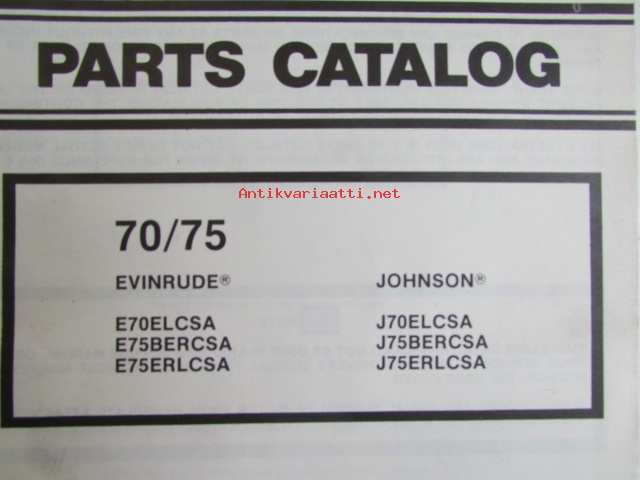 PARTS CATALOG
Antikvariaatti.net
70/75
EVINRUDE® JOHNSON®
E70ELCSA J70ELCSA
E75BERCSA J75BERCSA
E75ERLCSA J75ERLCSA